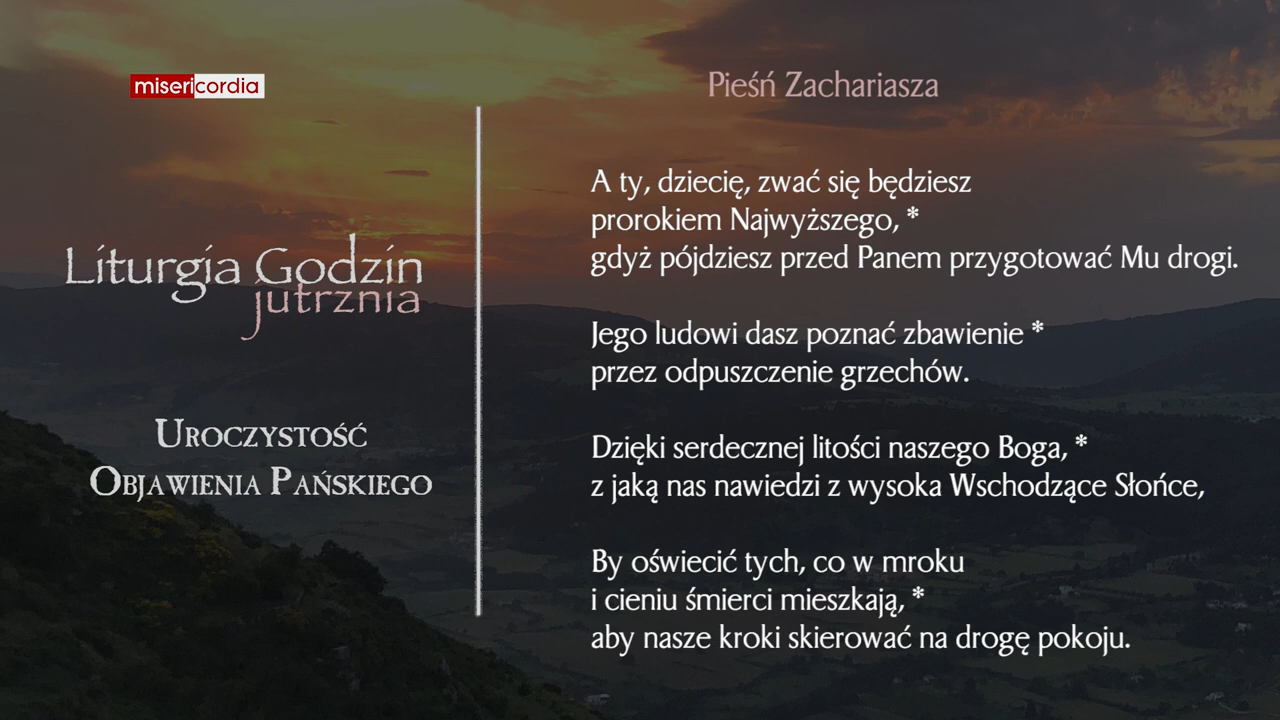 misericordia
Liturgia Godzin
jutrznia
Uroczystość
Objawienia Pańskiego
Pieśń Zachariasza
A ty, dziecię, zwać się będziesz
prorokiem Najwyższego, *
gdyż pójdziesz przed Panem przygotować Mu drogi.
Jego ludowi dasz poznać zbawienie *
przez odpuszczenie grzechów.
Dzięki serdecznej litości naszego Boga, *
z jaką nas nawiedzi z wysoka Wschodzące Słońce,
By oświecić tych, co w mroku
i cieniu śmierci mieszkają, *
aby nasze kroki skierować na drogę pokoju.